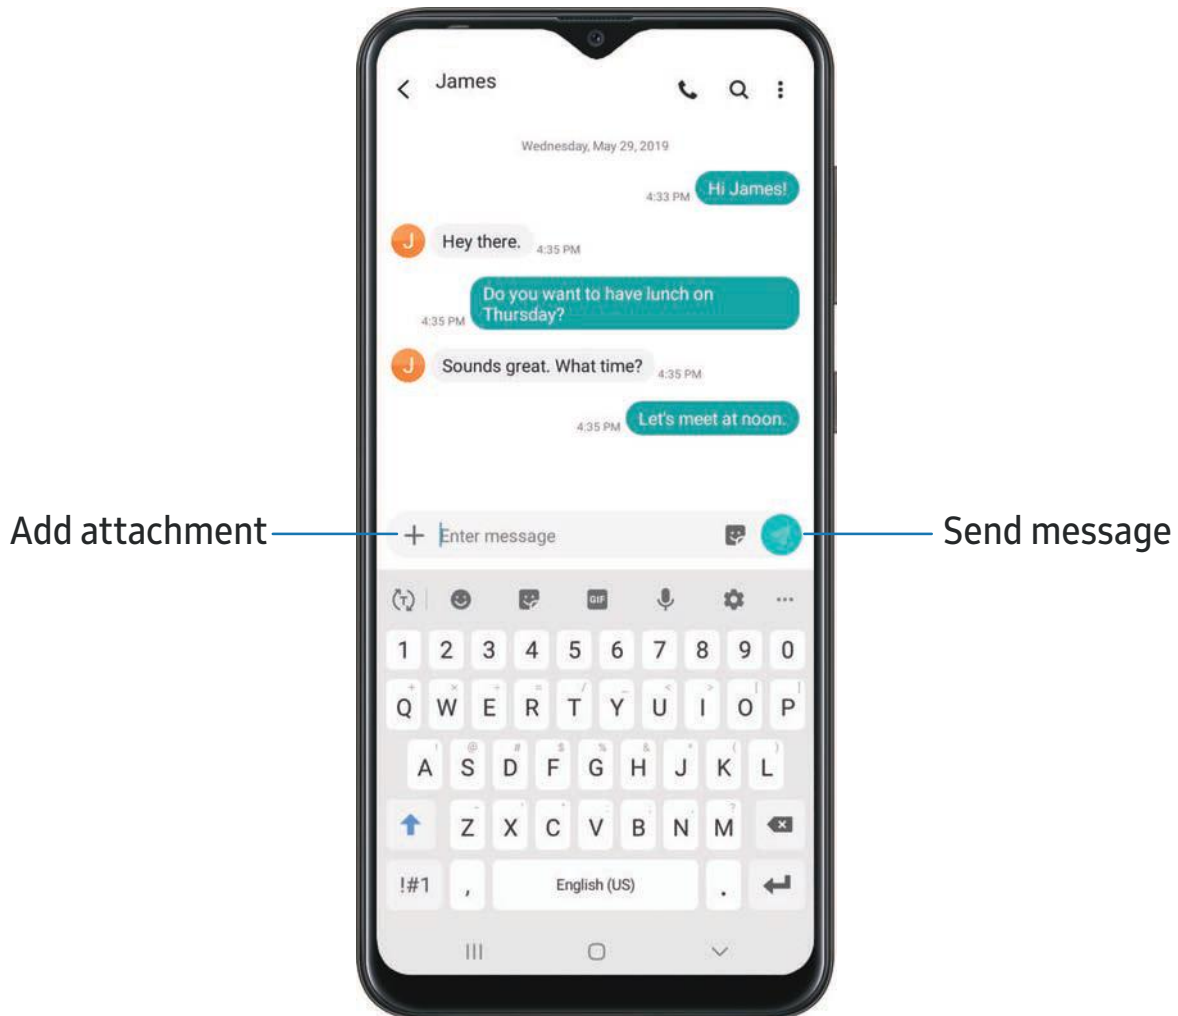 James
Wednesday, May 29, 2019
4:33 PM Hi James!
J Hey there. 4:35 PM
Do you want to have lunch on
4:35 PM Thursday?
J Sounds great. What time? 4:35 PM
4:35 PM Let's meet at noon.
Add attachment + Enter message Send message
T GIF ...
1 2 3 4 5 6 7 8 9 0
Q W E R T Y U I O P
A S D F G H J K L
Z X C V B N M
!#1 , English (US) .